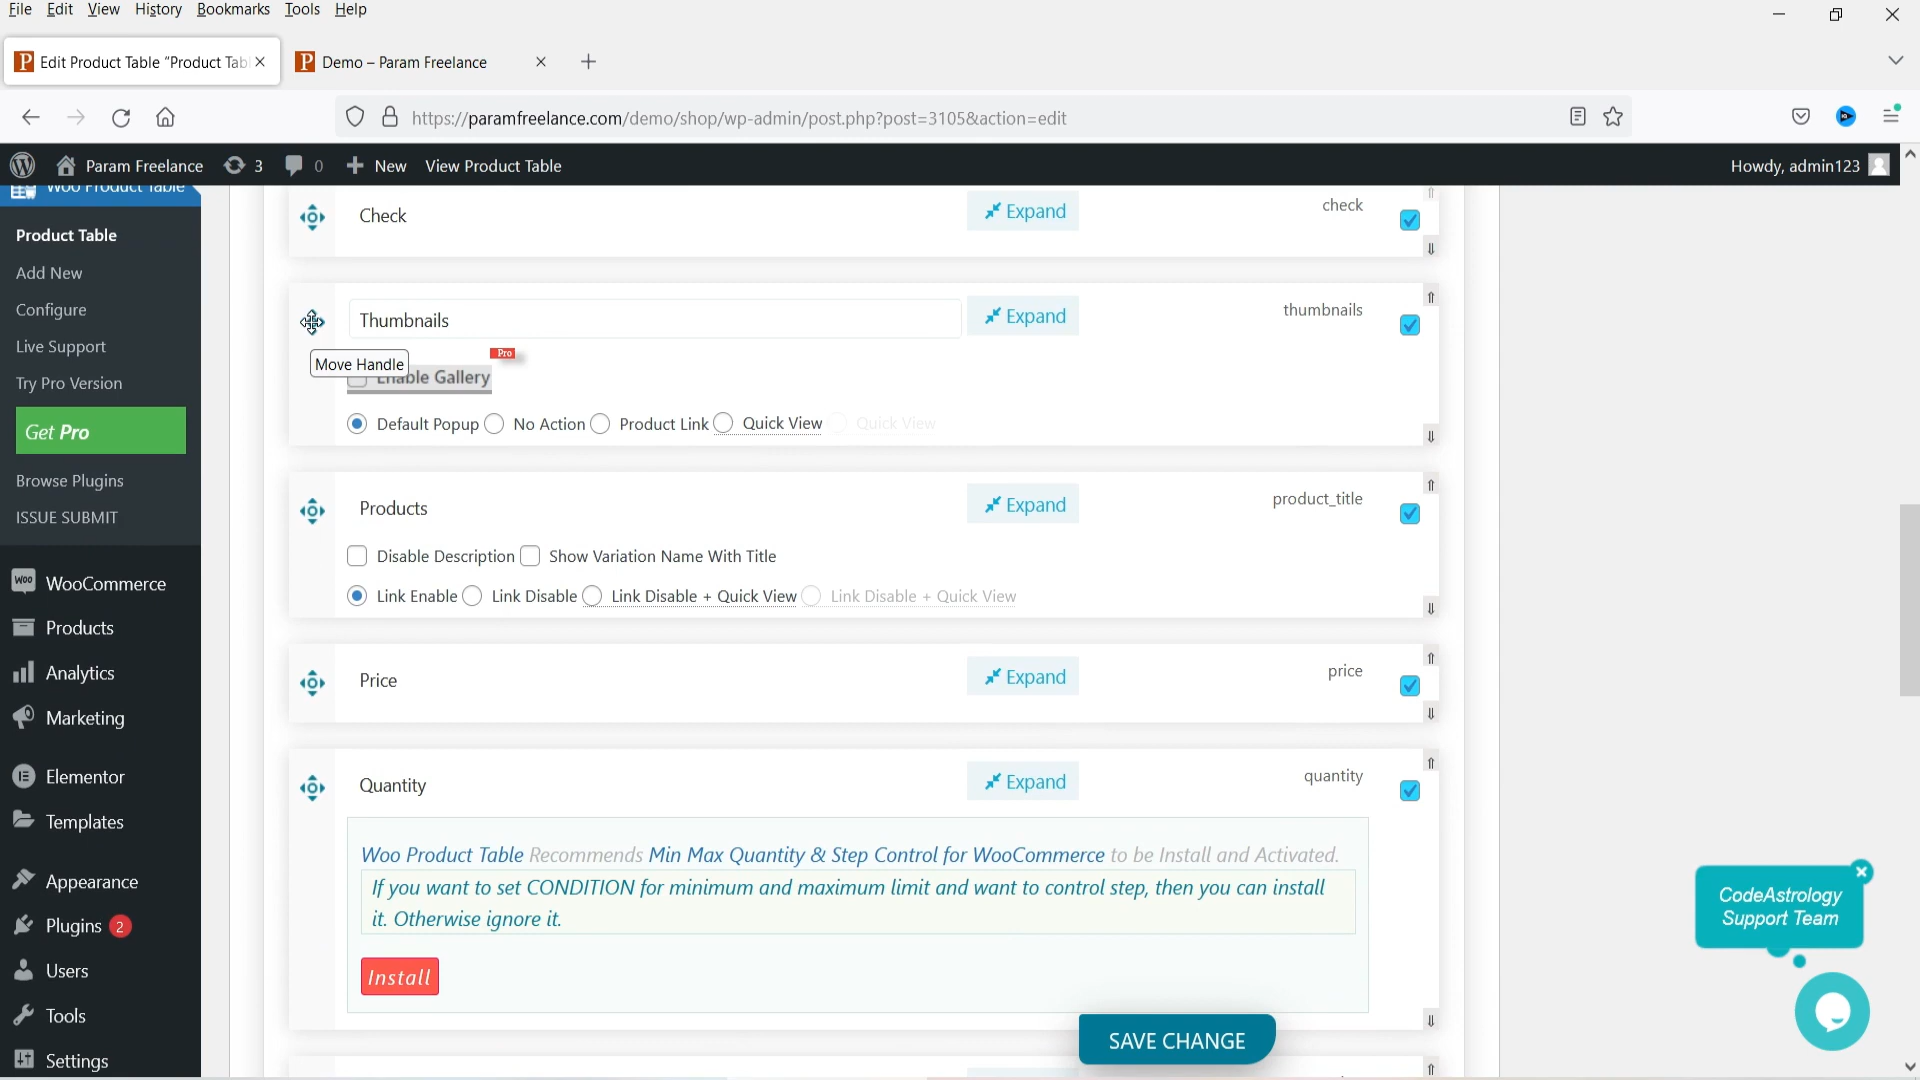 File Edit View History Bookmarks Tools Help
Edit Product Table “Product Tab
Demo – Param Freelance
https://paramfreelance.com/demo/shop/wp-admin/post.php?post=3105&action=edit
Param Freelance 3 0 New View Product Table Howdy, admin123
Woo Product Table
Product Table
Add New
Configure
Live Support
Try Pro Version
Get Pro
Browse Plugins
ISSUE SUBMIT
WooCommerce
Products
Analytics
Marketing
Elementor
Templates
Appearance
Plugins 2
Users
Tools
Settings
Check Expand check
Thumbnails Expand thumbnails
Move Handle
Pro
Enable Gallery
Default Popup No Action Product Link Quick View Quick View
Products Expand product_title
Disable Description Show Variation Name With Title
Link Enable Link Disable Link Disable + Quick View Link Disable + Quick View
Price Expand price
Quantity Expand quantity
Woo Product Table Recommends Min Max Quantity & Step Control for WooCommerce to be Install and Activated.
If you want to set CONDITION for minimum and maximum limit and want to control step, then you can install
it. Otherwise ignore it.
Install
SAVE CHANGE
CodeAstrology
Support Team